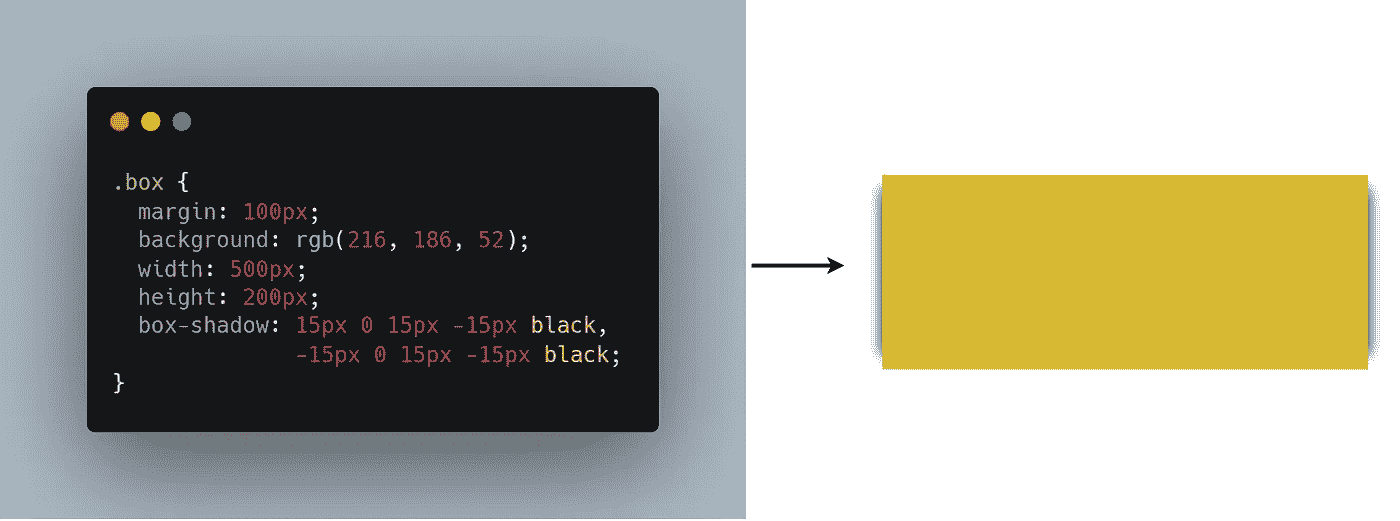 .box {
  margin: 100px;
  background: rgb(216, 186, 52);
  width: 500px;
  height: 200px;
  box-shadow: 15px 0 15px -15px black,
              -15px 0 15px -15px black;
}